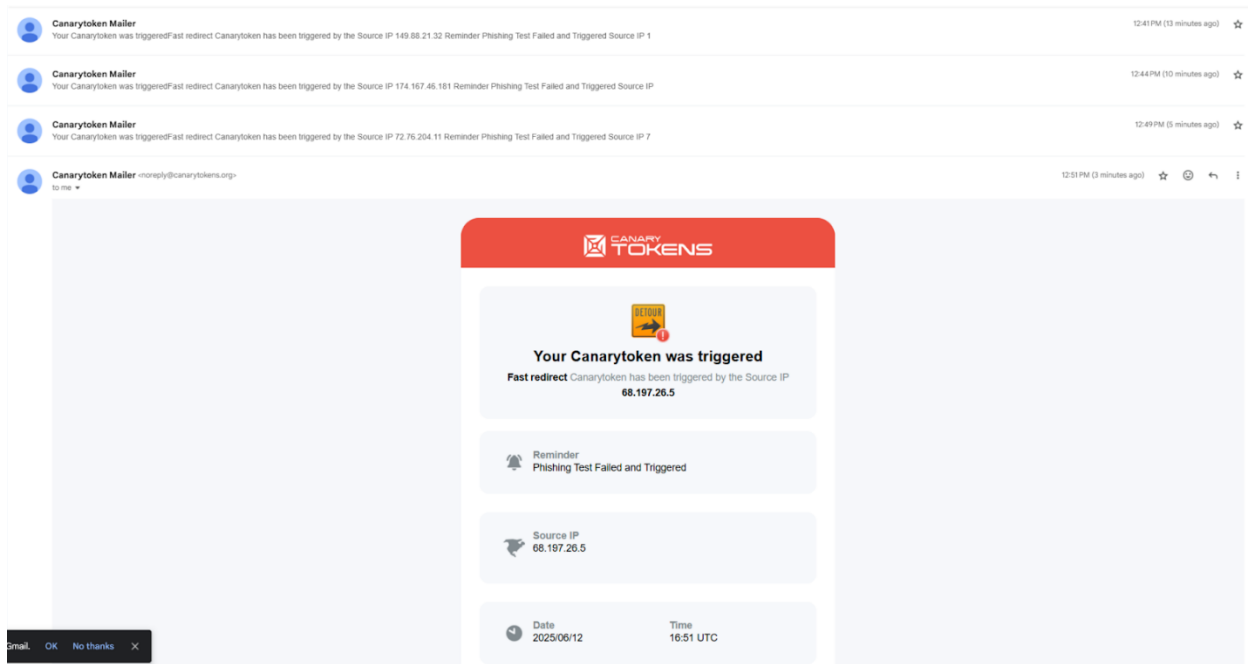 Canarytoken Mailer
12:41 PM (13 minutes ago)
Your Canarytoken was triggeredFast redirect Canarytoken has been triggered by the Source IP 149.88.21.32 Reminder Phishing Test Failed and Triggered Source IP 1
Canarytoken Mailer
12:44 PM (10 minutes ago)
Your Canarytoken was triggeredFast redirect Canarytoken has been triggered by the Source IP 174.167.46.181 Reminder Phishing Test Failed and Triggered Source IP
Canarytoken Mailer
12:49 PM (5 minutes ago)
Your Canarytoken was triggeredFast redirect Canarytoken has been triggered by the Source IP 72.76.204.11 Reminder Phishing Test Failed and Triggered Source IP 7
Canarytoken Mailer <noreply@canarytokens.org>
12:51 PM (3 minutes ago)
to me
CANARY
TOKENS
DETOUR
Your Canarytoken was triggered
Fast redirect Canarytoken has been triggered by the Source IP
68.197.26.5
Reminder
Phishing Test Failed and Triggered
Source IP
68.197.26.5
Date
2025/06/12
Time
16:51 UTC
Gmail. OK No thanks